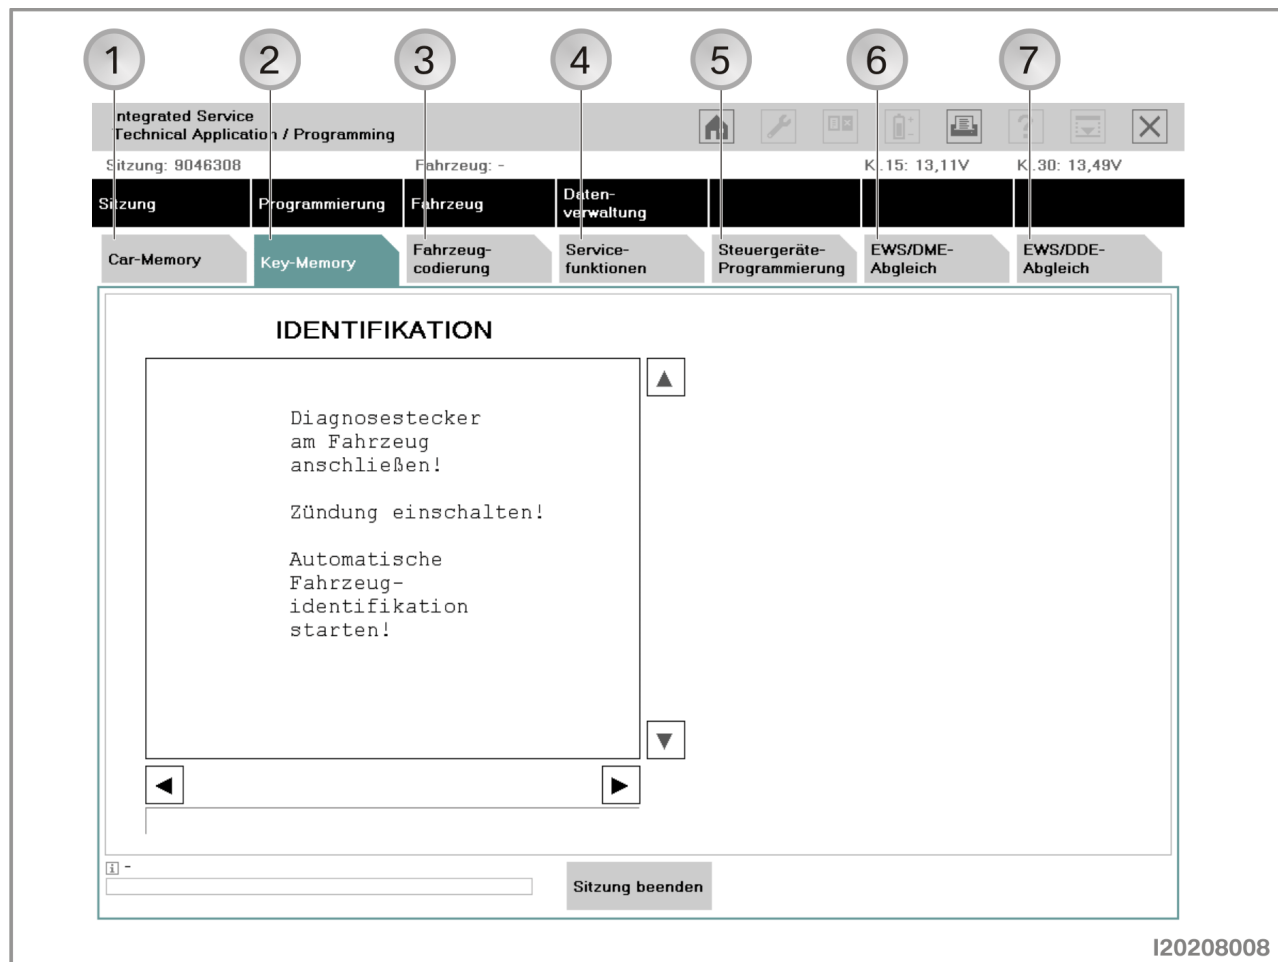 1 2 3 4 5 6 7
ntegrated Service
Technical Application / Programming
Sitzung: 9046308 Fahrzeug: - Kl.15: 13,11V Kl.30: 13,49V
Sitzung Programmierung Fahrzeug Daten-
verwaltung
Car-Memory Key-Memory Fahrzeug-
codierung Service-
funktionen Steuergeräte-
Programmierung EWS/DME-
Abgleich EWS/DDE-
Abgleich
IDENTIFIKATION
Diagnosestecker
am Fahrzeug
anschließen!
Zündung einschalten!
Automatische
Fahrzeug-
identifikation
starten!
i -
Sitzung beenden
I20208008